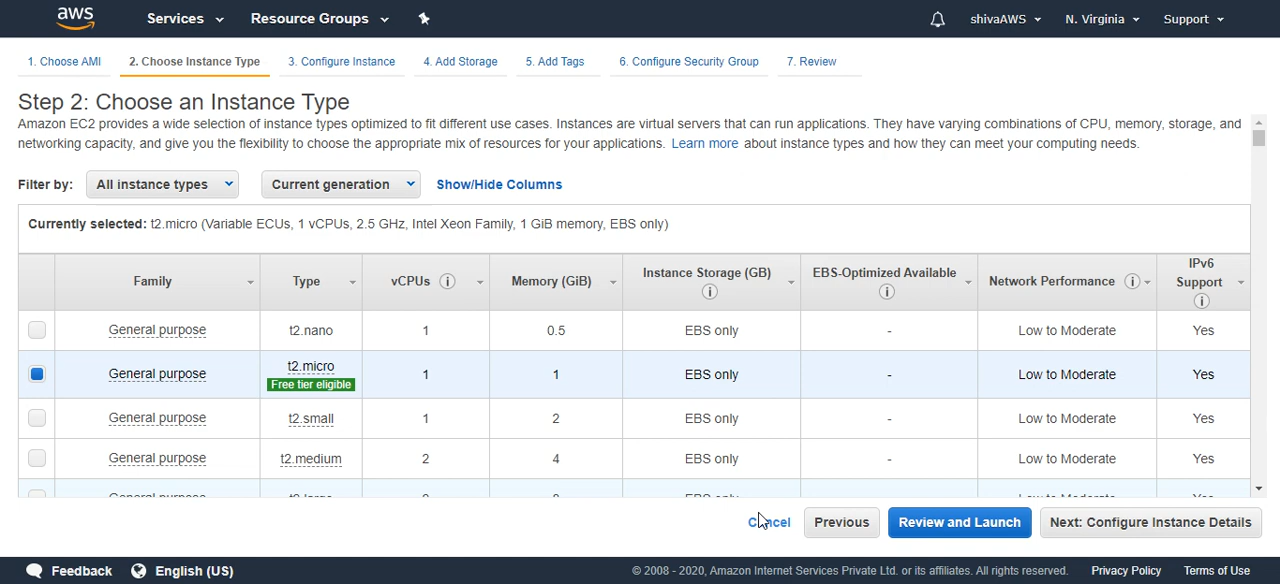 aws Services Resource Groups shivaAWS N. Virginia Support
1. Choose AMI 2. Choose Instance Type 3. Configure Instance 4. Add Storage 5. Add Tags 6. Configure Security Group 7. Review
Step 2: Choose an Instance Type
Amazon EC2 provides a wide selection of instance types optimized to fit different use cases. Instances are virtual servers that can run applications. They have varying combinations of CPU, memory, storage, and
networking capacity, and give you the flexibility to choose the appropriate mix of resources for your applications. Learn more about instance types and how they can meet your computing needs.
Filter by: All instance types Current generation Show/Hide Columns
Currently selected: t2.micro (Variable ECUs, 1 vCPUs, 2.5 GHz, Intel Xeon Family, 1 GiB memory, EBS only)
Family Type vCPUs i Memory (GiB) Instance Storage (GB) i EBS-Optimized Available i Network Performance i IPv6 Support i
General purpose t2.nano 1 0.5 EBS only - Low to Moderate Yes
General purpose t2.micro Free tier eligible 1 1 EBS only - Low to Moderate Yes
General purpose t2.small 1 2 EBS only - Low to Moderate Yes
General purpose t2.medium 2 4 EBS only - Low to Moderate Yes
Cancel Previous Review and Launch Next: Configure Instance Details
Feedback English (US) © 2008 - 2020, Amazon Internet Services Private Ltd. or its affiliates. All rights reserved. Privacy Policy Terms of Use